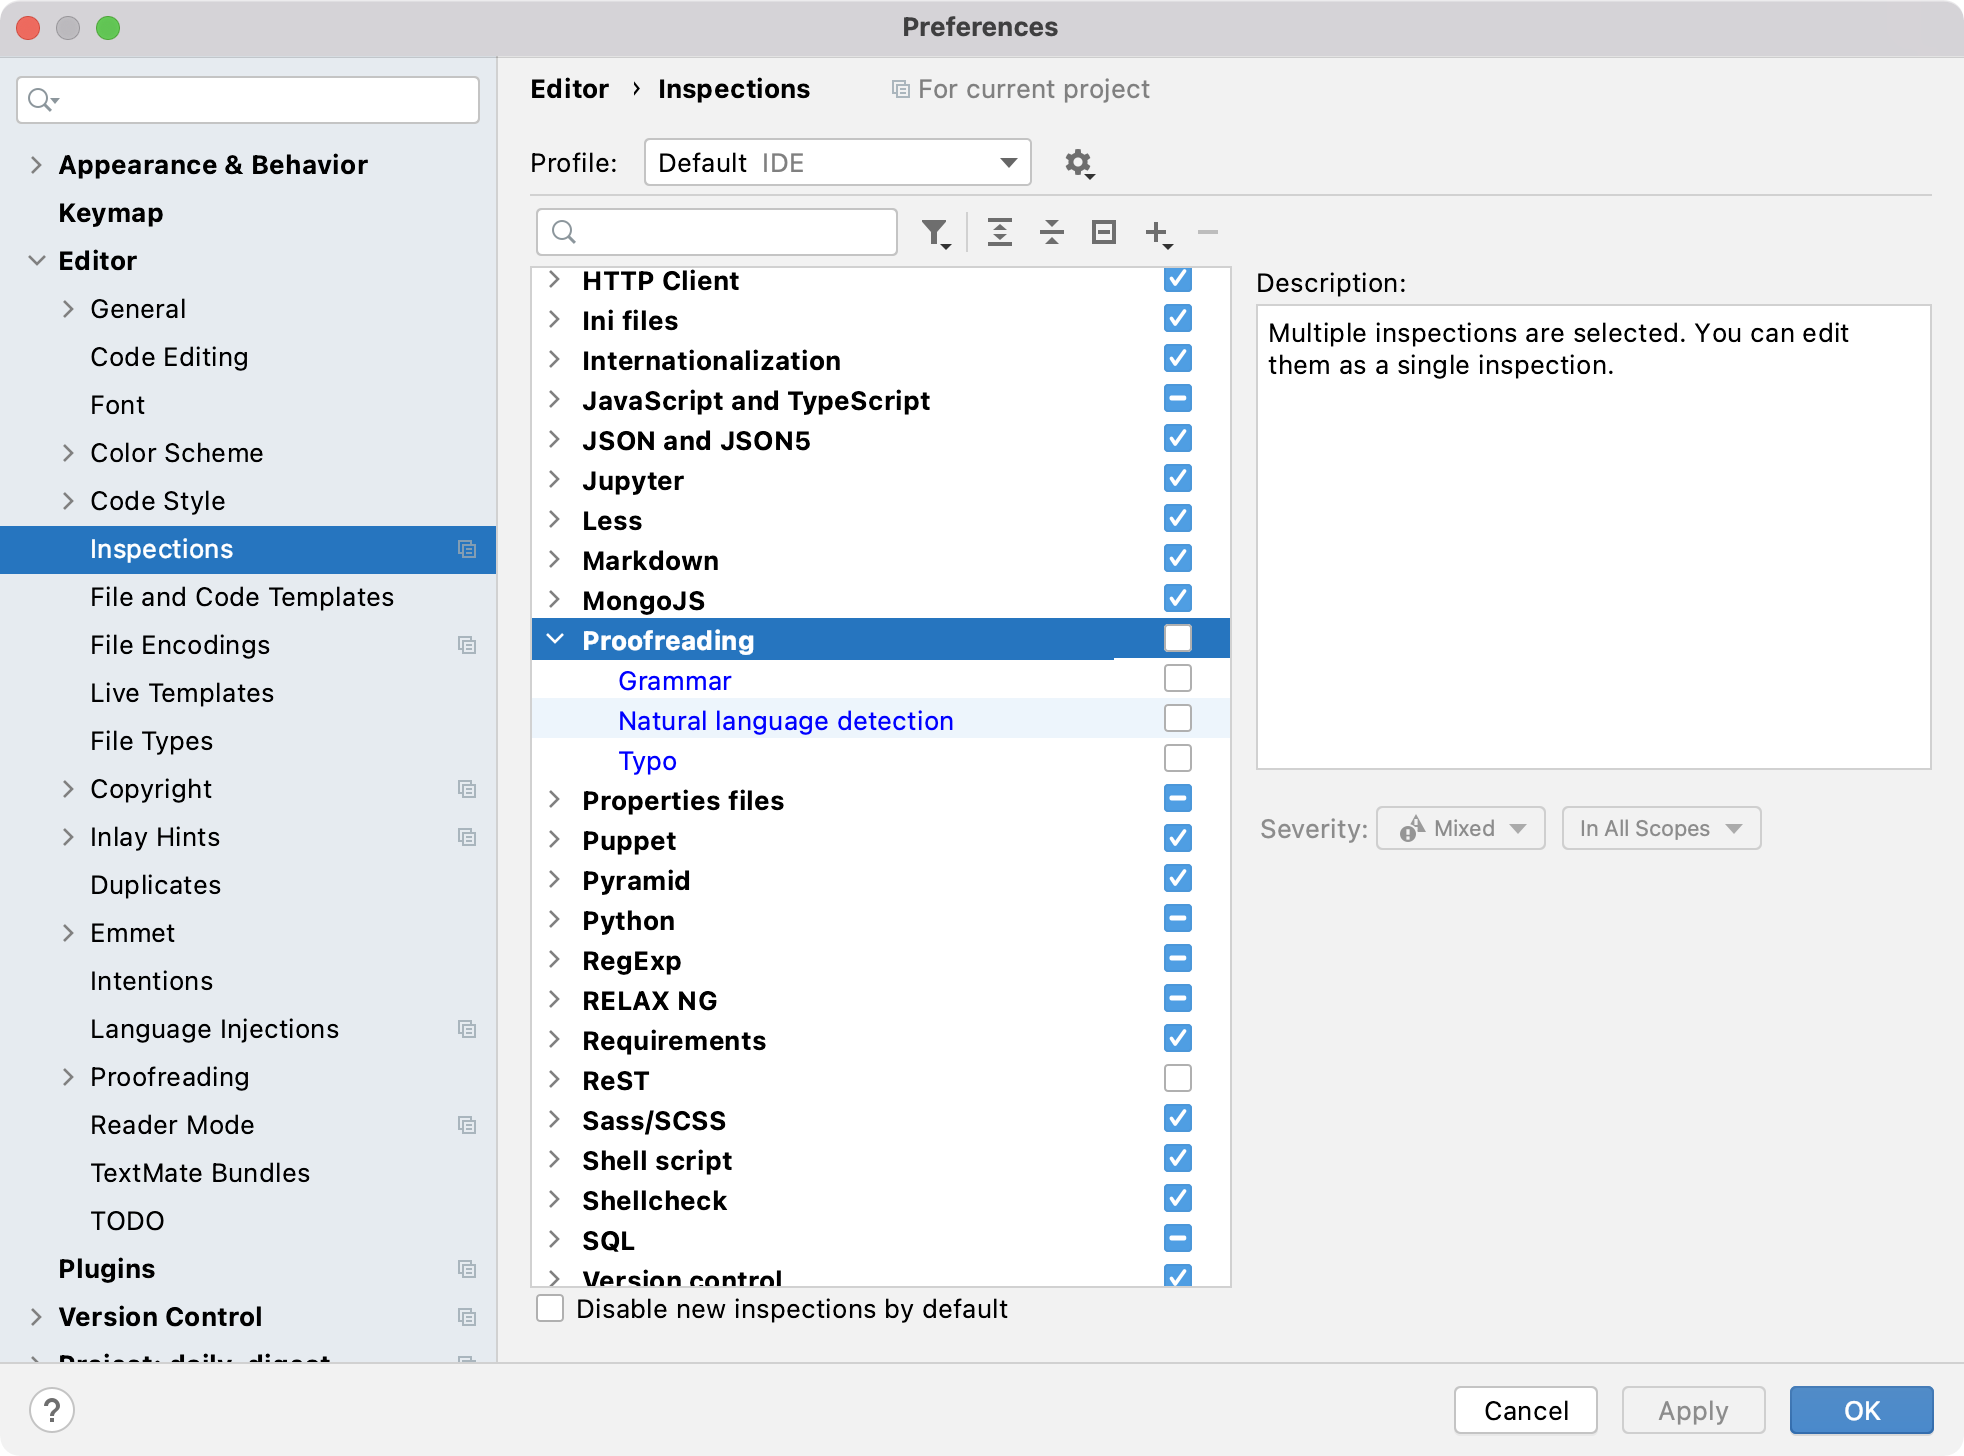 Preferences
Appearance & Behavior
Keymap
Editor
General
Code Editing
Font
Color Scheme
Code Style
Inspections
File and Code Templates
File Encodings
Live Templates
File Types
Copyright
Inlay Hints
Duplicates
Emmet
Intentions
Language Injections
Proofreading
Reader Mode
TextMate Bundles
TODO
Plugins
Version Control
Project: daily_digest
Editor › Inspections For current project
Profile: Default IDE
HTTP Client
Ini files
Internationalization
JavaScript and TypeScript
JSON and JSON5
Jupyter
Less
Markdown
MongoJS
Proofreading
Grammar
Natural language detection
Typo
Properties files
Puppet
Pyramid
Python
RegExp
RELAX NG
Requirements
ReST
Sass/SCSS
Shell script
Shellcheck
SQL
Version control
Disable new inspections by default
Description:
Multiple inspections are selected. You can edit
them as a single inspection.
Severity: Mixed In All Scopes
? Cancel Apply OK